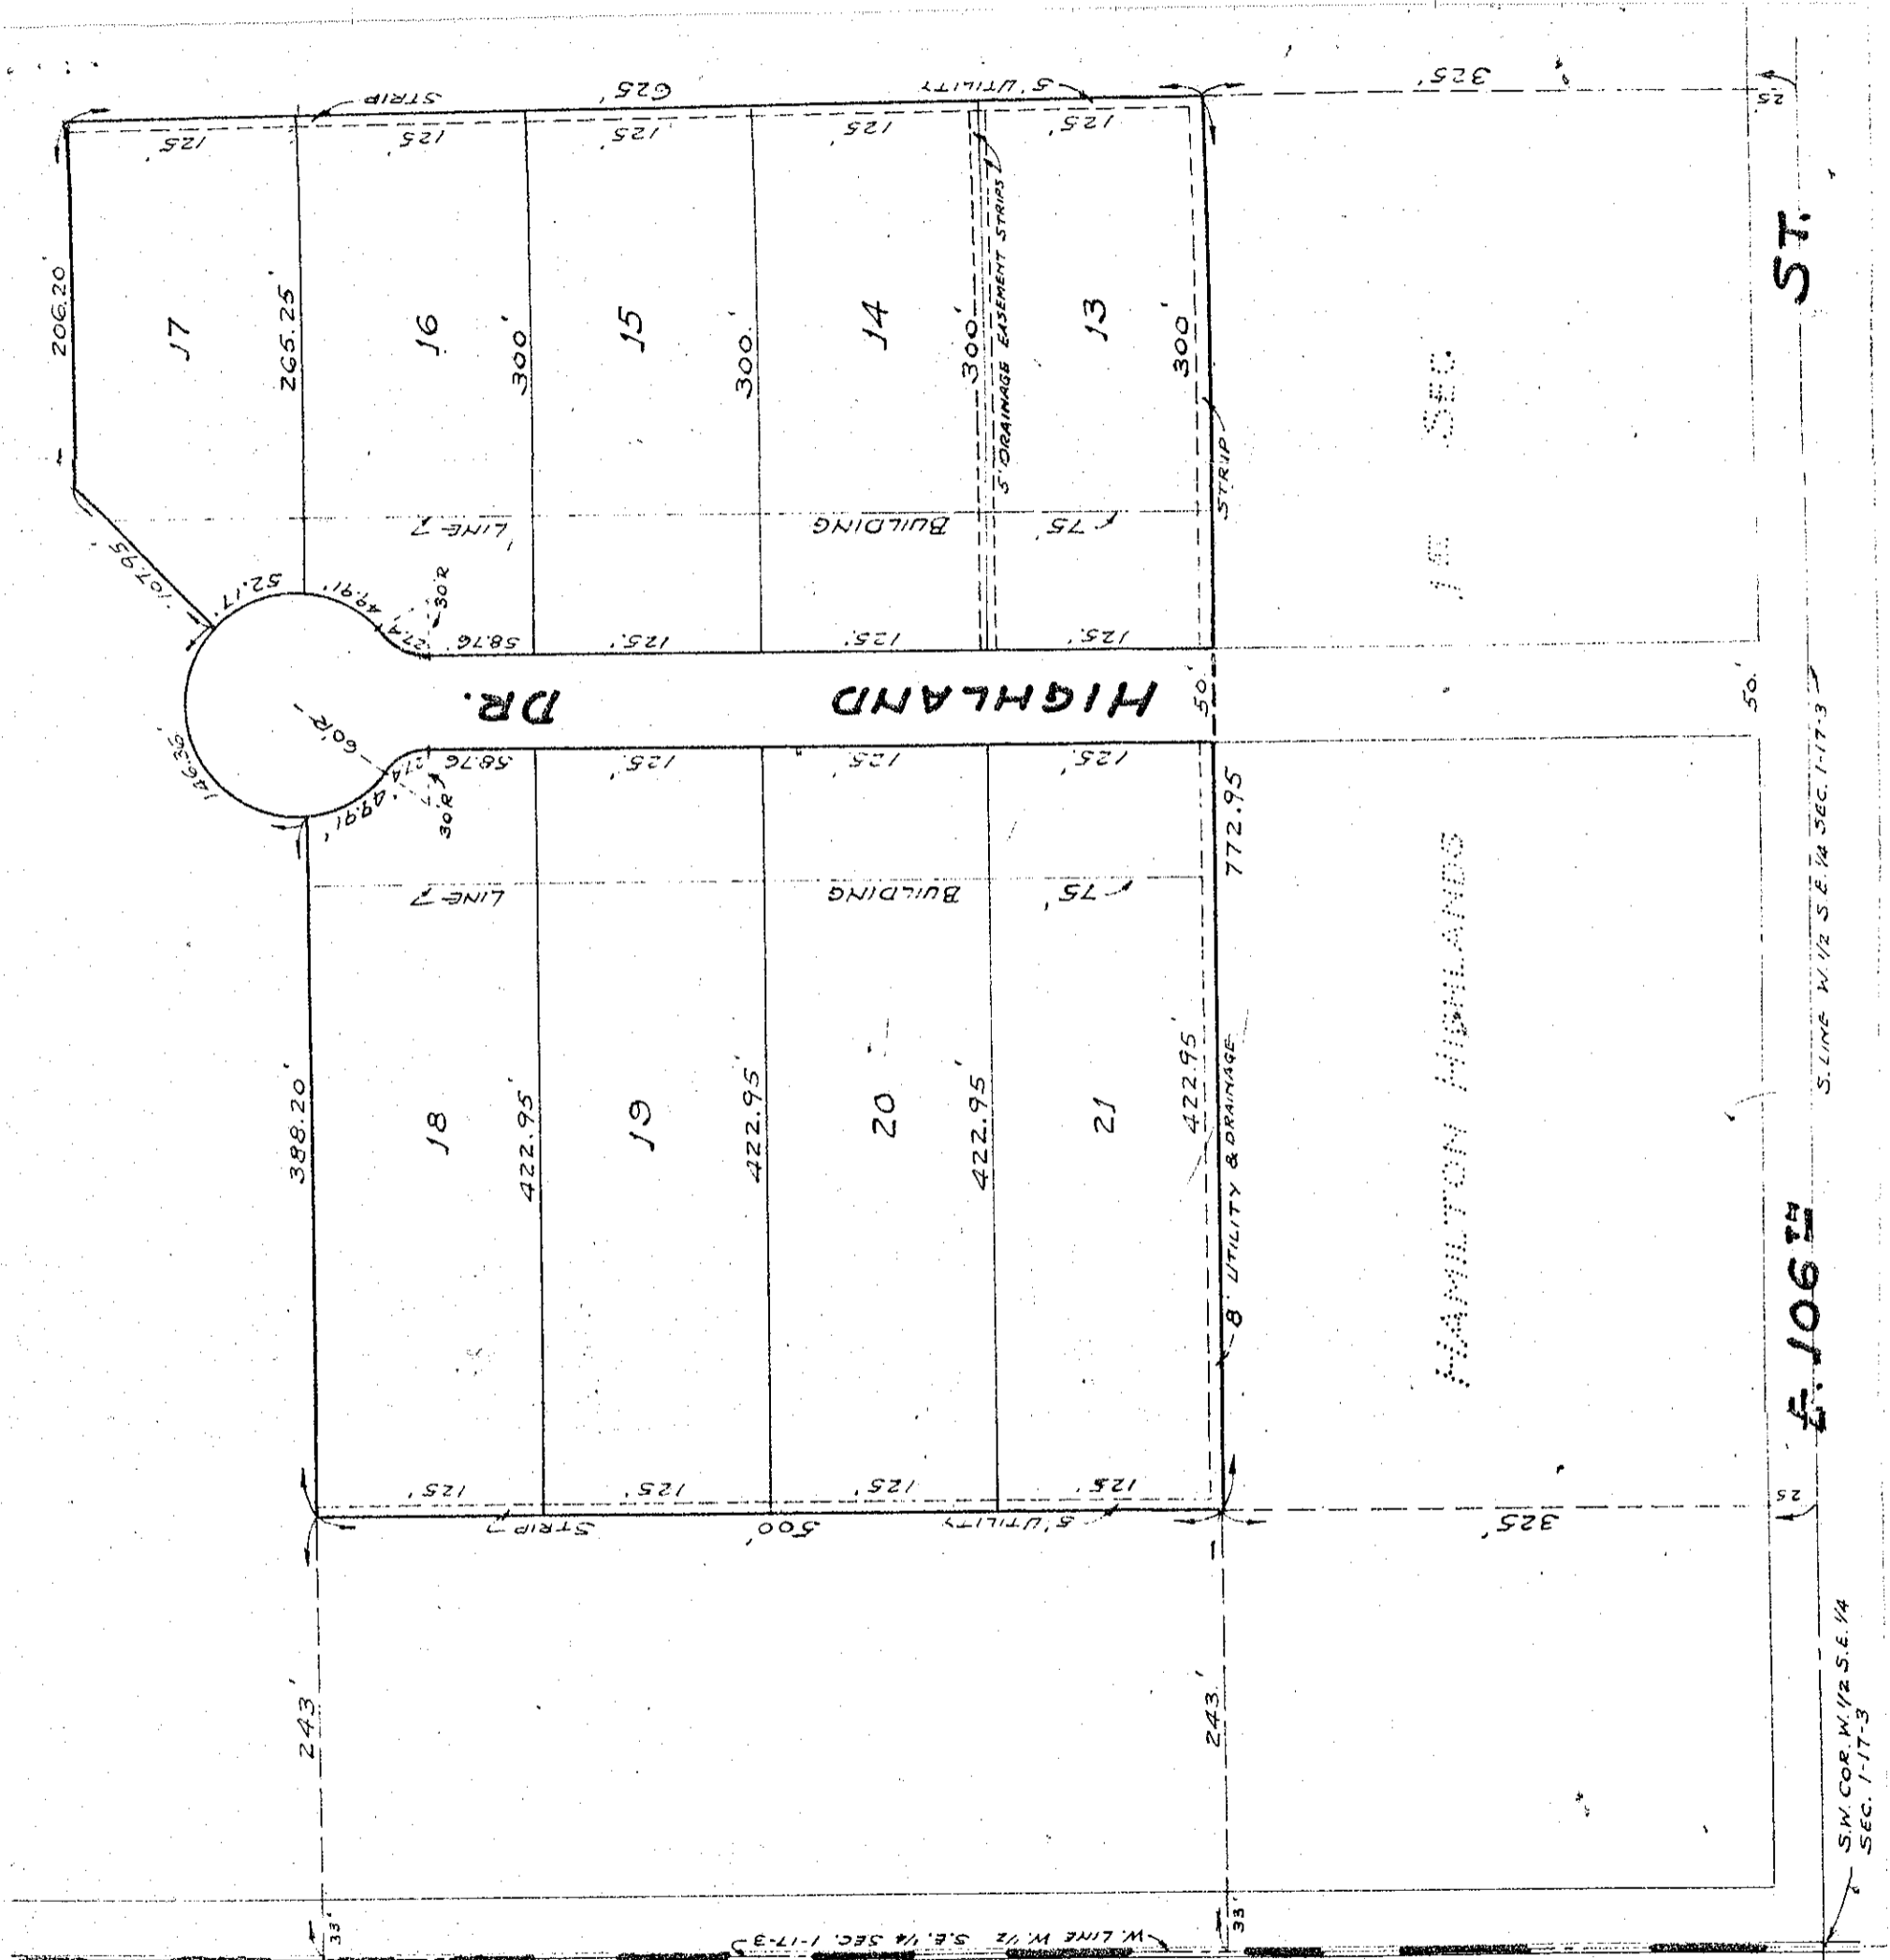 STRIP
625'
5' UTILITY
325'
25
125'
125'
125'
125'
125'
206.20'
17
265.25'
16
300'
15
300.'
14
300'
5' DRAINAGE EASEMENT STRIPS
13
300'
STRIP
1ST SEC.
ST.
LINE
BUILDING
75'
107.95'
52.17'
49.91'
27.4'
30'R
58.76'
125.'
125.'
125.'
HIGHLAND DR.
50.'
50.'
60'R
146.36'
49.91'
27.4'
30'R
58.76
125.'
125.'
125.'
LINE
BUILDING
75'
388.20'
18
422.95'
19
422.95'
20
422.95'
21
422.95'
772.95
8' UTILITY & DRAINAGE
HAMILTON HIGHLANDS
S. LINE W. 1/2 S.E. 1/4 SEC. 1-17-3
E. 106TH
125'
125'
125'
125'
STRIP
500'
5' UTILITY
325'
25
243'
243.'
33'
33'
W. LINE W. 1/2 S.E. 1/4 SEC. 1-17-3
S.W. COR. W. 1/2 S.E. 1/4
SEC. 1-17-3